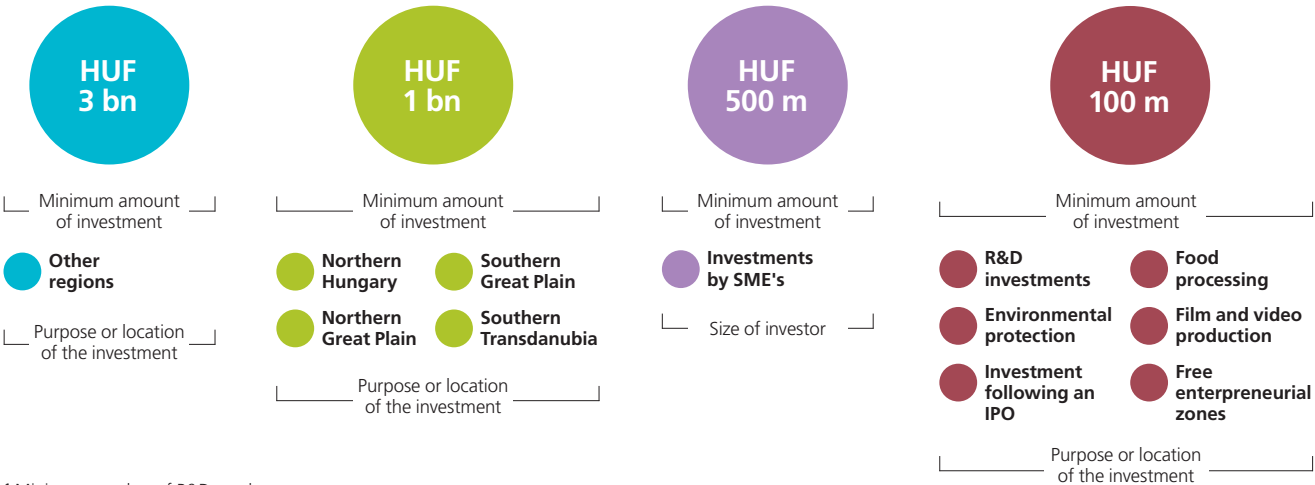 HUF
3 bn
Minimum amount
of investment
Other
regions
Purpose or location
of the investment
HUF
1 bn
Minimum amount
of investment
Northern
Hungary
Southern
Great Plain
Northern
Great Plain
Southern
Transdanubia
Purpose or location
of the investment
HUF
500 m
Minimum amount
of investment
Investments
by SME's
Size of investor
HUF
100 m
Minimum amount
of investment
R&D
investments
Food
processing
Environmental
protection
Film and video
production
Investment
following an
IPO
Free
enterpreneurial
zones
Purpose or location
of the investment